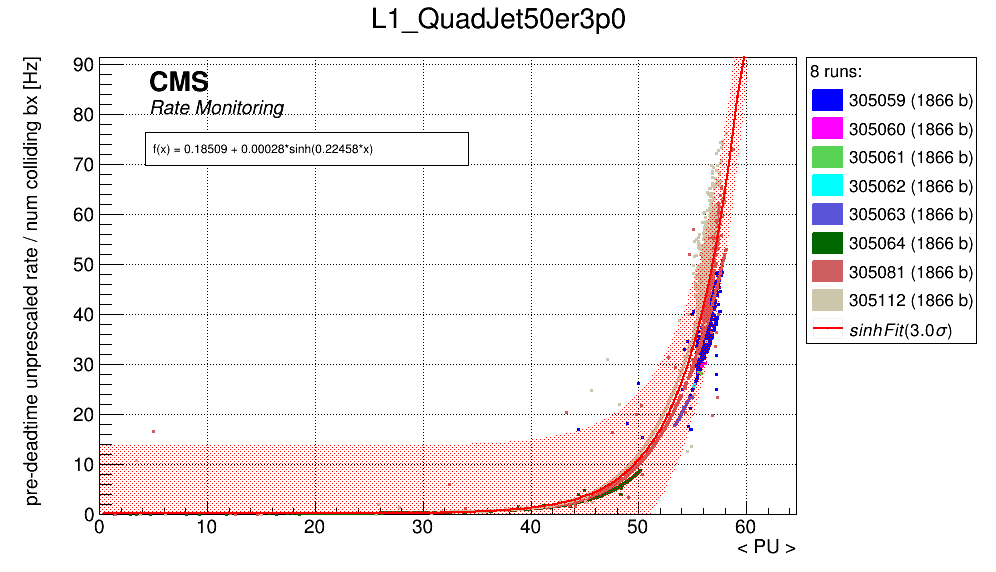 L1_QuadJet50er3p0
pre-deadtime unprescaled rate / num colliding bx [Hz]
90
80
70
60
50
40
30
20
10
0
CMS
Rate Monitoring
f(x) = 0.18509 + 0.00028*sinh(0.22458*x)
0 10 20 30 40 50 60
< PU >
8 runs:
305059 (1866 b)
305060 (1866 b)
305061 (1866 b)
305062 (1866 b)
305063 (1866 b)
305064 (1866 b)
305081 (1866 b)
305112 (1866 b)
sinhFit(3.0σ)